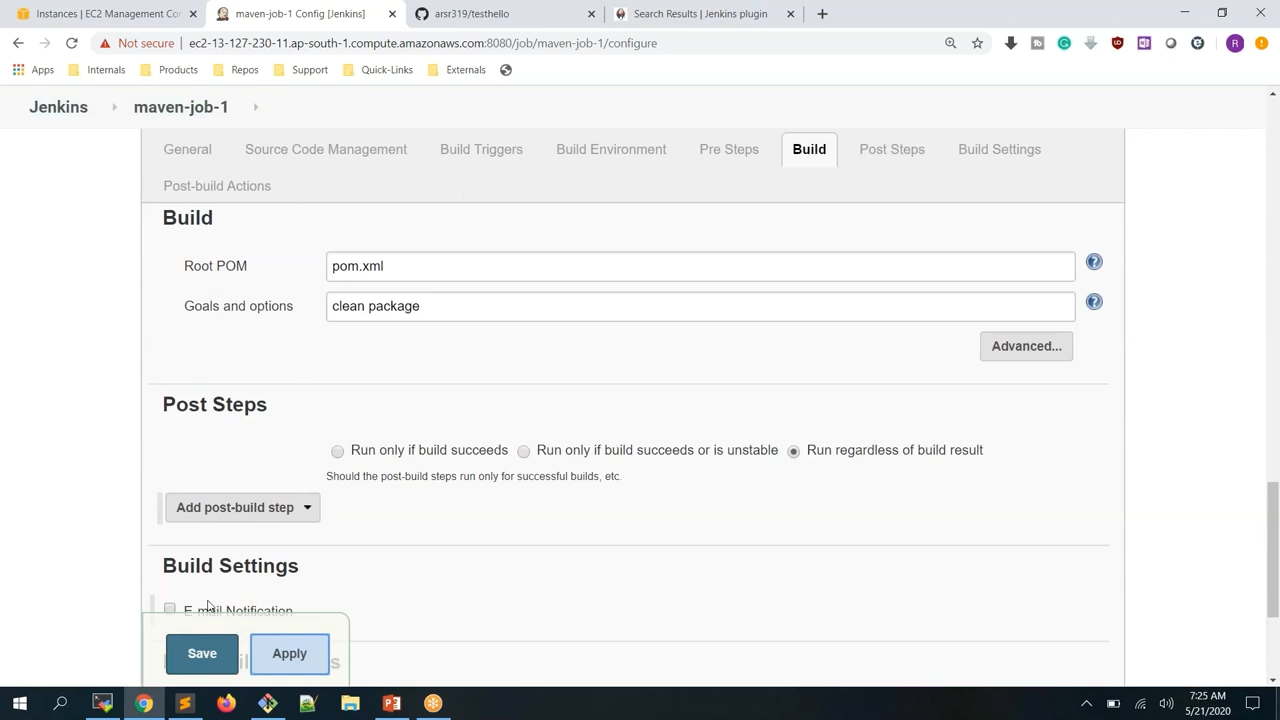 Instances | EC2 Management Con
maven-job-1 Config [Jenkins]
arsr319/testhello
Search Results | Jenkins plugin
Not secure | ec2-13-127-230-11.ap-south-1.compute.amazonaws.com:8080/job/maven-job-1/configure
Apps Internals Products Repos Support Quick-Links Externals
Jenkins maven-job-1
General Source Code Management Build Triggers Build Environment Pre Steps Build Post Steps Build Settings
Post-build Actions
Build
Root POM pom.xml
Goals and options clean package
Advanced...
Post Steps
Run only if build succeeds Run only if build succeeds or is unstable Run regardless of build result
Should the post-build steps run only for successful builds, etc.
Add post-build step
Build Settings
E-mail Notification
Save Apply
7:25 AM
5/21/2020